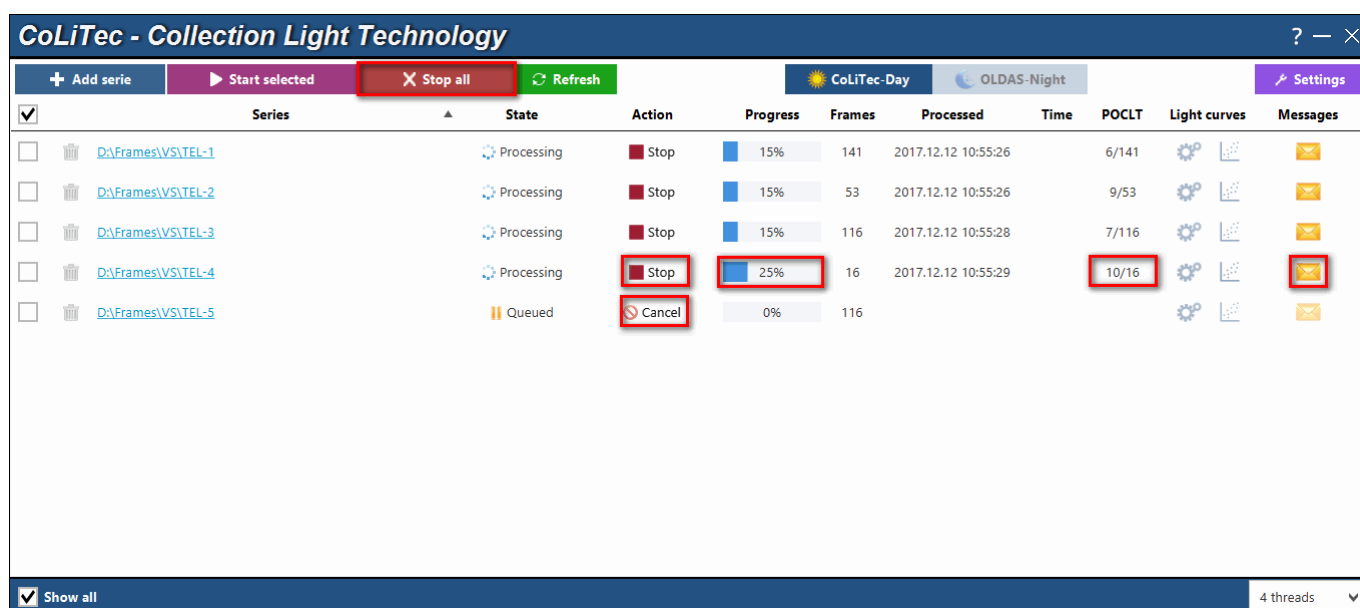 CoLiTec - Collection Light Technology ? — ×
+ Add serie Start selected X Stop all Refresh CoLiTec-Day OLDAS-Night Settings
Series State Action Progress Frames Processed Time POCLT Light curves Messages
D:\Frames\VS\TEL-1 Processing Stop 15% 141 2017.12.12 10:55:26 6/141
D:\Frames\VS\TEL-2 Processing Stop 15% 53 2017.12.12 10:55:26 9/53
D:\Frames\VS\TEL-3 Processing Stop 15% 116 2017.12.12 10:55:28 7/116
D:\Frames\VS\TEL-4 Processing Stop 25% 16 2017.12.12 10:55:29 10/16
D:\Frames\VS\TEL-5 Queued Cancel 0% 116
Show all 4 threads